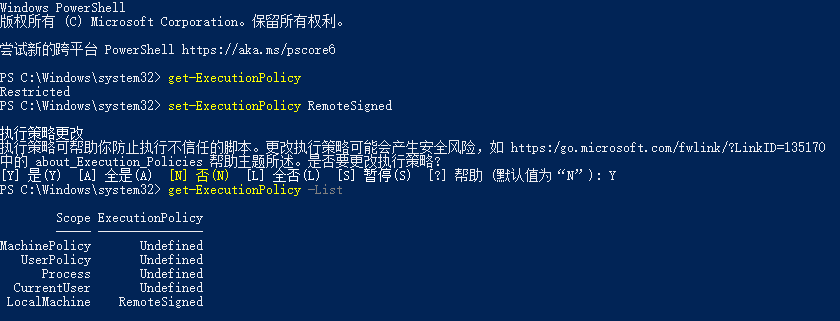 Windows PowerShell
版权所有 (C) Microsoft Corporation。保留所有权利。
尝试新的跨平台 PowerShell https://aka.ms/pscore6
PS C:\Windows\system32> get-ExecutionPolicy
Restricted
PS C:\Windows\system32> set-ExecutionPolicy RemoteSigned
执行策略更改
执行策略可帮助你防止执行不信任的脚本。更改执行策略可能会产生安全风险，如 https:/go.microsoft.com/fwlink/?LinkID=135170
中的 about_Execution_Policies 帮助主题所述。是否要更改执行策略?
[Y] 是(Y)  [A] 全是(A)  [N] 否(N)  [L] 全否(L)  [S] 暂停(S)  [?] 帮助 (默认值为“N”): Y
PS C:\Windows\system32> get-ExecutionPolicy -List
Scope ExecutionPolicy
----- ---------------
MachinePolicy Undefined
UserPolicy Undefined
Process Undefined
CurrentUser Undefined
LocalMachine RemoteSigned